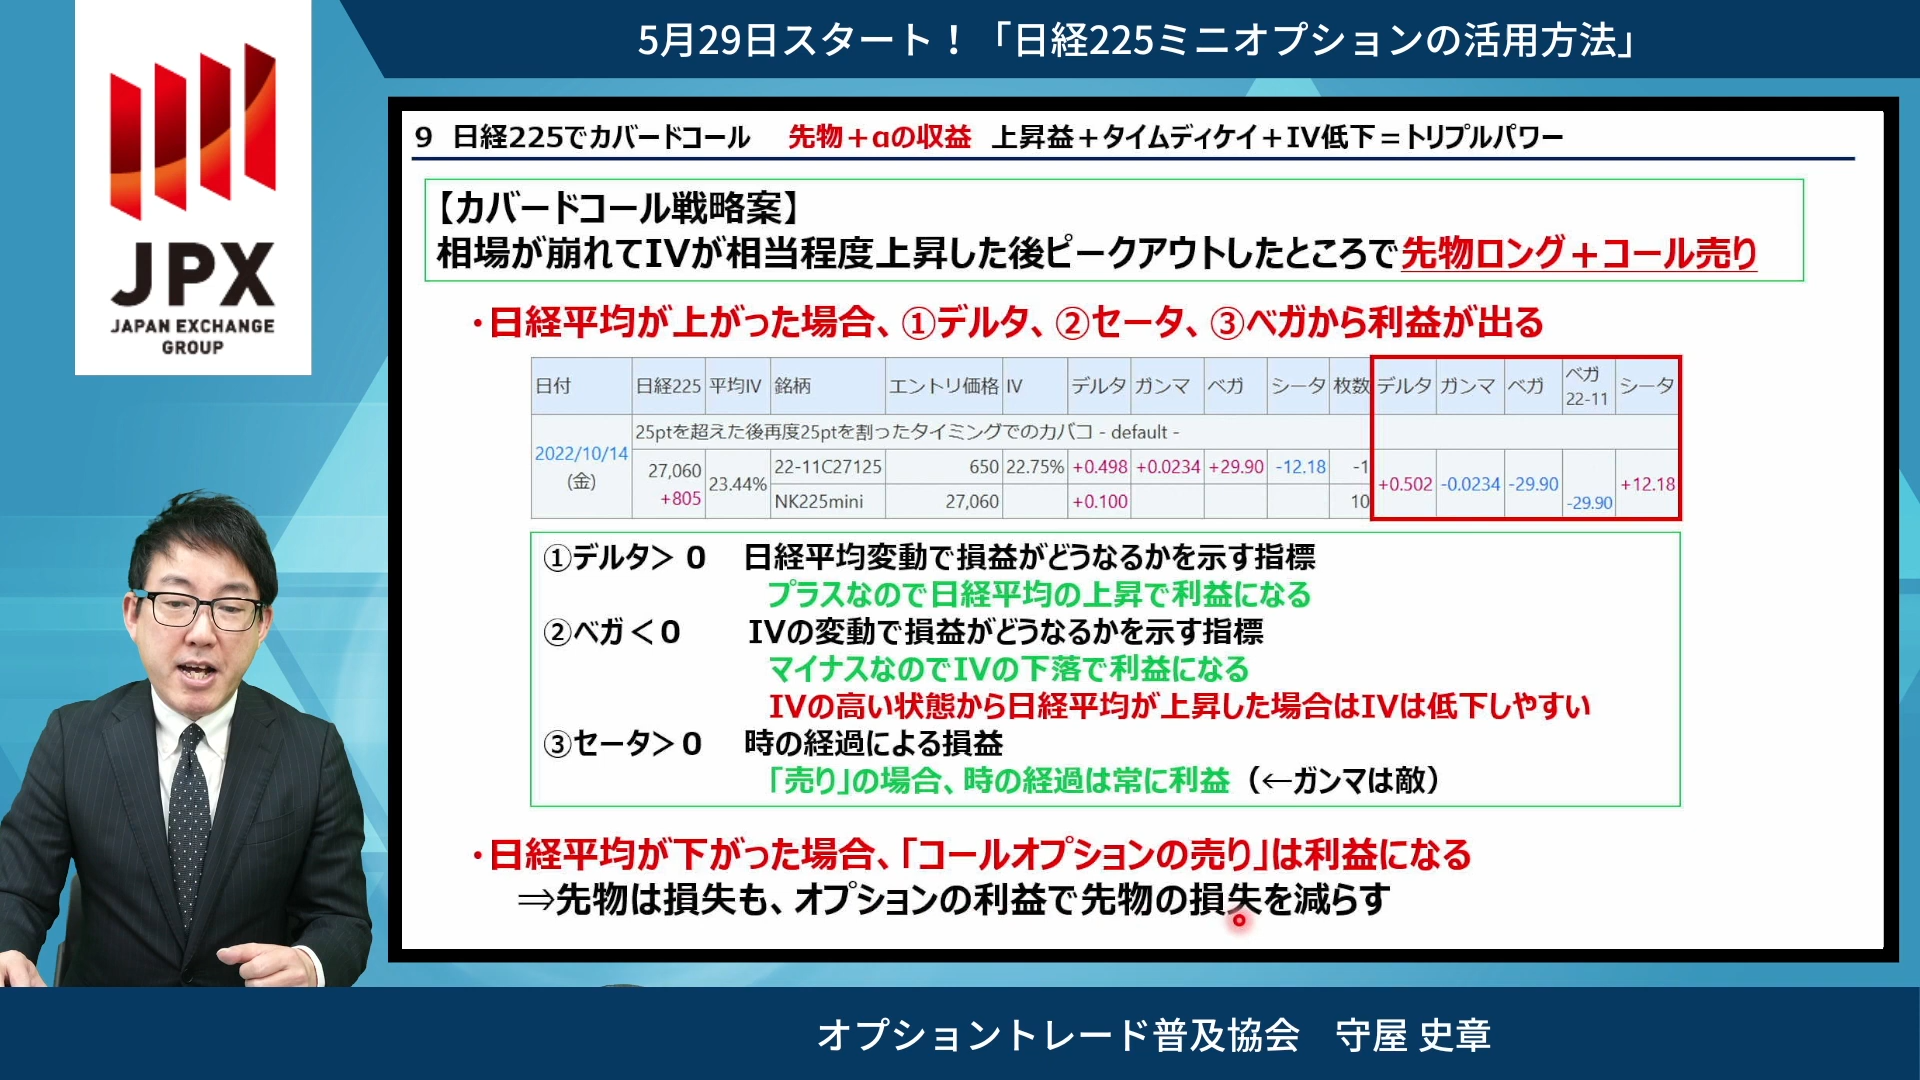 5月29日スタート！「日経225ミニオプションの活用方法」
JPX
JAPAN EXCHANGE
GROUP
9 日経225でカバードコール 先物＋αの収益 上昇益＋タイムディケイ＋IV低下＝トリプルパワー
【カバードコール戦略案】
相場が崩れてIVが相当程度上昇した後ピークアウトしたところで先物ロング＋コール売り
・日経平均が上がった場合、①デルタ、②セータ、③ベガから利益が出る
日付 日経225 平均IV 銘柄 エントリ価格 IV デルタ ガンマ ベガ シータ 枚数 デルタ ガンマ ベガ ベガ 22-11 シータ
25ptを超えた後再度25ptを割ったタイミングでのカバコ - default -
2022/10/14 (金) 27,060 +805 23.44% 22-11C27125 650 22.75% +0.498 +0.0234 +29.90 -12.18 -1 +0.502 -0.0234 -29.90 -29.90 +12.18
NK225mini 27,060 +0.100 10
①デルタ＞０ 日経平均変動で損益がどうなるかを示す指標
プラスなので日経平均の上昇で利益になる
②ベガ＜０ IVの変動で損益がどうなるかを示す指標
マイナスなのでIVの下落で利益になる
IVの高い状態から日経平均が上昇した場合はIVは低下しやすい
③セータ＞０ 時の経過による損益
「売り」の場合、時の経過は常に利益（←ガンマは敵）
・日経平均が下がった場合、「コールオプションの売り」は利益になる
⇒先物は損失も、オプションの利益で先物の損失を減らす
オプショントレード普及協会 守屋 史章